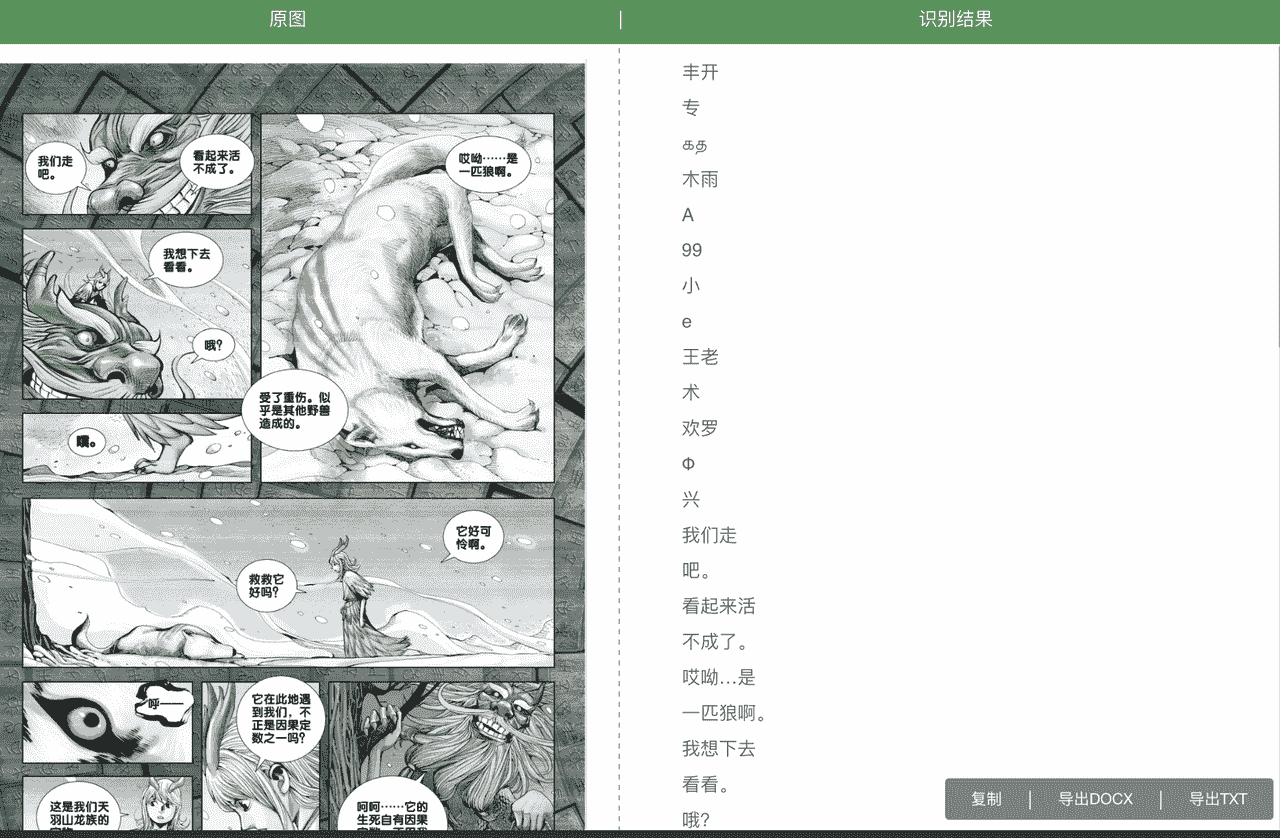 原图 | 识别结果
我们走
吧。
看起来活
不成了。
哎呦……是
一匹狼啊。
我想下去
看看。
哦？
受了重伤。似
乎是其他野兽
造成的。
噗。
它好可
怜啊。
救救它
好吗？
呼——
它在此地遇
到我们，不
正是因果定
数之一吗？
这是我们天
羽山龙族的
呵呵……它的
生死自有因果
丰开
专
கத
木雨
A
99
小
e
王老
术
欢罗
Φ
兴
我们走
吧。
看起来活
不成了。
哎呦…是
一匹狼啊。
我想下去
看看。
哦？
复制 | 导出DOCX | 导出TXT